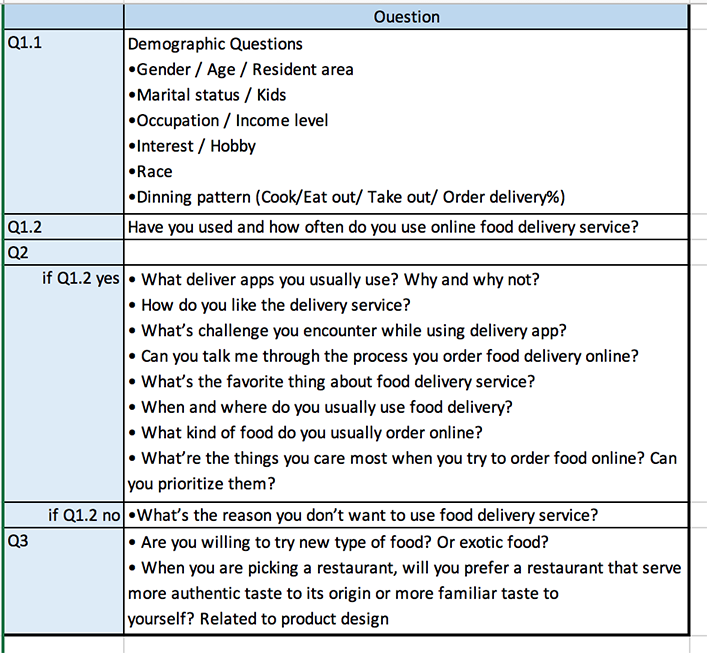 Question
Q1.1 Demographic Questions
•Gender / Age / Resident area
•Marital status / Kids
•Occupation / Income level
•Interest / Hobby
•Race
•Dinning pattern (Cook/Eat out/ Take out/ Order delivery%)
Q1.2 Have you used and how often do you use online food delivery service?
Q2
if Q1.2 yes • What deliver apps you usually use? Why and why not?
• How do you like the delivery service?
• What’s challenge you encounter while using delivery app?
• Can you talk me through the process you order food delivery online?
• What’s the favorite thing about food delivery service?
• When and where do you usually use food delivery?
• What kind of food do you usually order online?
• What’re the things you care most when you try to order food online? Can
you prioritize them?
if Q1.2 no •What’s the reason you don’t want to use food delivery service?
Q3 • Are you willing to try new type of food? Or exotic food?
• When you are picking a restaurant, will you prefer a restaurant that serve
more authentic taste to its origin or more familiar taste to
yourself? Related to product design